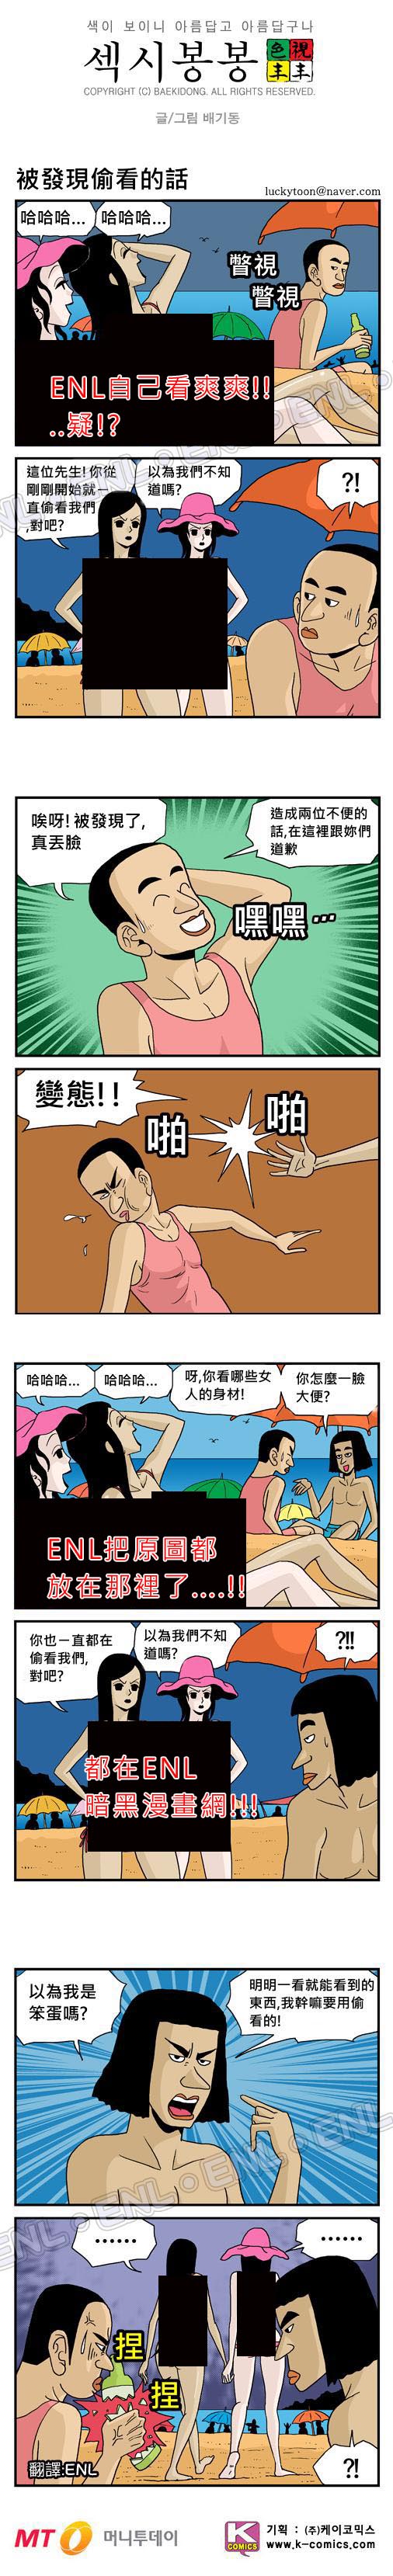 색이 보이니 아름답고 아름답구나
섹시봉봉
色視
主主
COPYRIGHT (C) BAEKIDONG. ALL RIGHTS RESERVED.
글/그림 배기동
被發現偷看的話
luckytoon@naver.com
哈哈哈...
哈哈哈...
瞥視
瞥視
ENL自己看爽爽!!
..疑!?
這位先生!你從
剛剛開始就一
直偷看我們
,對吧?
以為我們不知
道嗎?
?!
唉呀!被發現了,
真丟臉
造成兩位不便的
話,在這裡跟妳們
道歉
嘿嘿…
變態!!
啪
啪
哈哈哈...
哈哈哈...
呀,你看哪些女
人的身材!
你怎麼一臉
大便?
ENL把原圖都
放在那裡了....!!
你也一直都在
偷看我們,
對吧?
以為我們不知
道嗎?
?!!
都在ENL
暗黑漫畫網!!!
以為我是
笨蛋嗎?
明明一看就能看到的
東西,我幹嘛要用偷
看的!
......
......
捏
捏
翻譯:ENL
?!
MT 머니투데이
K COMICS
기획 : (주)케이코믹스
www.k-comics.com